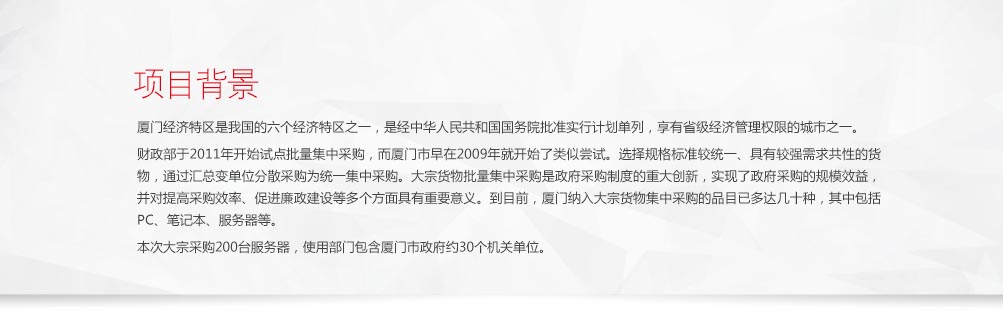 项目背景
厦门经济特区是我国的六个经济特区之一，是经中华人民共和国国务院批准实行计划单列，享有省级经济管理权限的城市之一。
财政部于2011年开始试点批量集中采购，而厦门市早在2009年就开始了类似尝试。选择规格标准较统一、具有较强需求共性的货
物，通过汇总变单位分散采购为统一集中采购。大宗货物批量集中采购是政府采购制度的重大创新，实现了政府采购的规模效益，
并对提高采购效率、促进廉政建设等多个方面具有重要意义。到目前，厦门纳入大宗货物集中采购的品目已多达几十种，其中包括
PC、笔记本、服务器等。
本次大宗采购200台服务器，使用部门包含厦门市政府约30个机关单位。